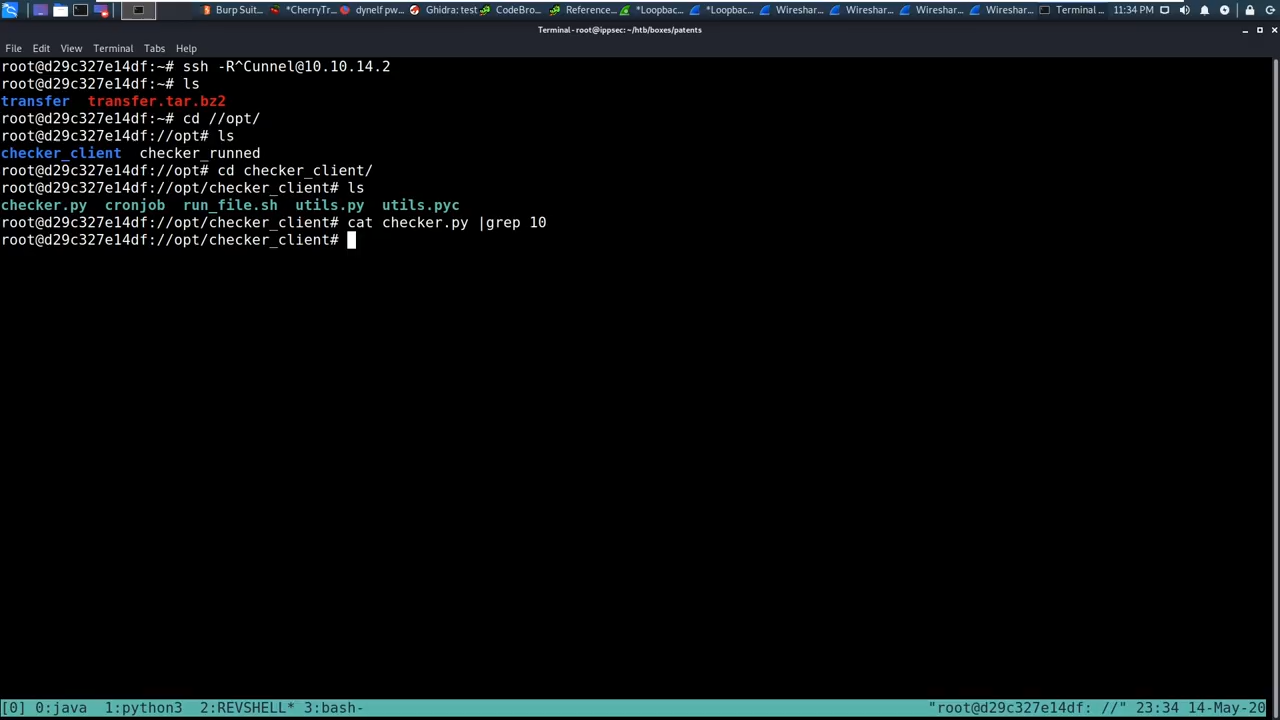 Burp Suit... *CherryTr... dynelf pw... Ghidra: test CodeBro... Reference... *Loopbac... *Loopbac... Wireshar... Wireshar... Wireshar... Wireshar... Terminal ... 11:34 PM
Terminal - root@ippsec: ~/htb/boxes/patents
File Edit View Terminal Tabs Help
root@d29c327e14df:~# ssh -R^Cunnel@10.10.14.2
root@d29c327e14df:~# ls
transfer  transfer.tar.bz2
root@d29c327e14df:~# cd //opt/
root@d29c327e14df://opt# ls
checker_client  checker_runned
root@d29c327e14df://opt# cd checker_client/
root@d29c327e14df://opt/checker_client# ls
checker.py  cronjob  run_file.sh  utils.py  utils.pyc
root@d29c327e14df://opt/checker_client# cat checker.py |grep 10
root@d29c327e14df://opt/checker_client#
[0] 0:java  1:python3  2:REVSHELL* 3:bash- "root@d29c327e14df: //" 23:34 14-May-20